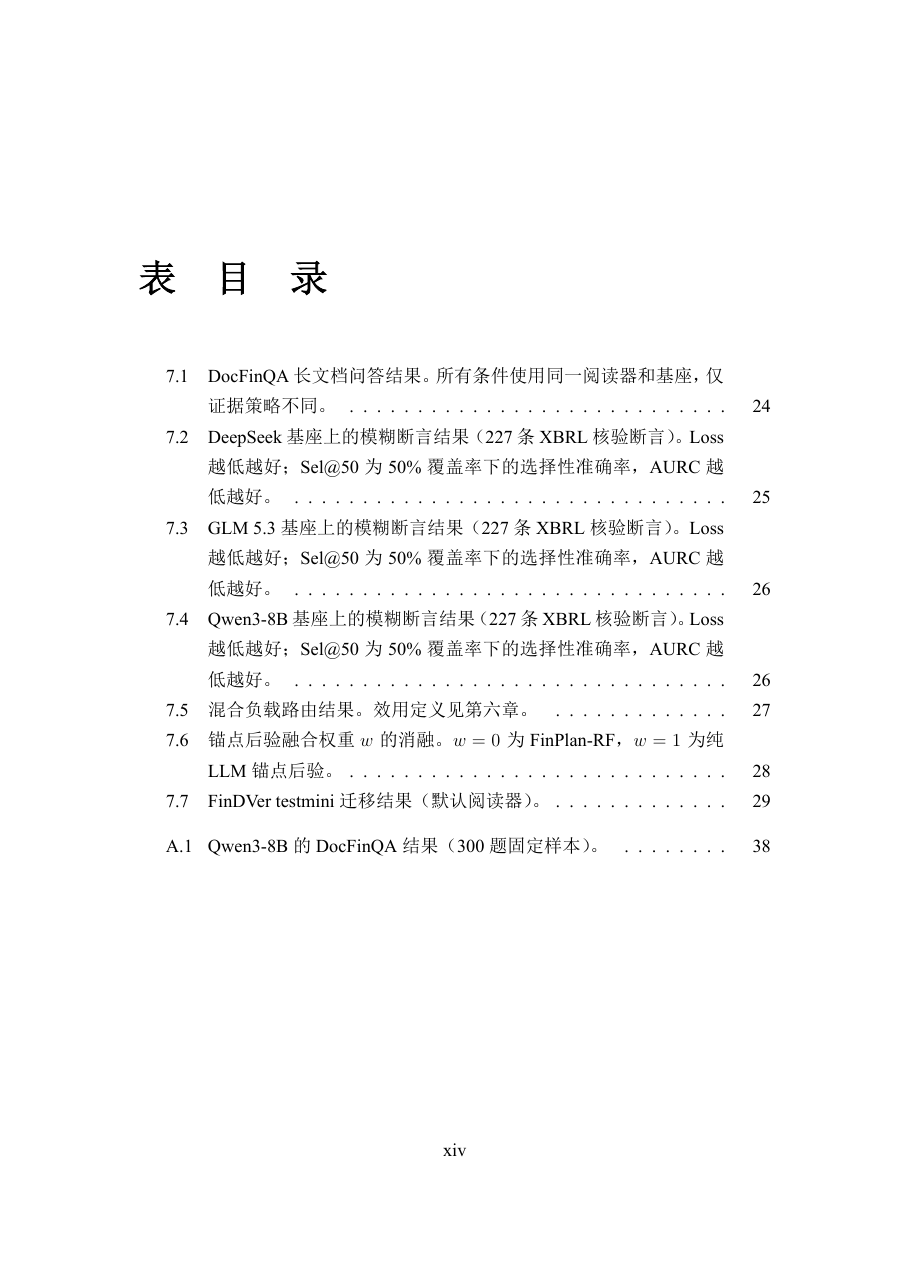 表 目 录
7.1 DocFinQA 长文档问答结果。所有条件使用同一阅读器和基座，仅
证据策略不同。 . . . . . . . . . . . . . . . . . . . . . . . . . . . . 24
7.2 DeepSeek 基座上的模糊断言结果（227 条 XBRL 核验断言）。Loss
越低越好；Sel@50 为 50% 覆盖率下的选择性准确率，AURC 越
低越好。 . . . . . . . . . . . . . . . . . . . . . . . . . . . . . . . . 25
7.3 GLM 5.3 基座上的模糊断言结果（227 条 XBRL 核验断言）。Loss
越低越好；Sel@50 为 50% 覆盖率下的选择性准确率，AURC 越
低越好。 . . . . . . . . . . . . . . . . . . . . . . . . . . . . . . . . 26
7.4 Qwen3-8B 基座上的模糊断言结果（227 条 XBRL 核验断言）。Loss
越低越好；Sel@50 为 50% 覆盖率下的选择性准确率，AURC 越
低越好。 . . . . . . . . . . . . . . . . . . . . . . . . . . . . . . . . 26
7.5 混合负载路由结果。效用定义见第六章。 . . . . . . . . . . . . . 27
7.6 锚点后验融合权重 w 的消融。w = 0 为 FinPlan-RF，w = 1 为纯
LLM 锚点后验。 . . . . . . . . . . . . . . . . . . . . . . . . . . . . 28
7.7 FinDVer testmini 迁移结果（默认阅读器）。 . . . . . . . . . . . . . 29
A.1 Qwen3-8B 的 DocFinQA 结果（300 题固定样本）。 . . . . . . . . 38
xiv